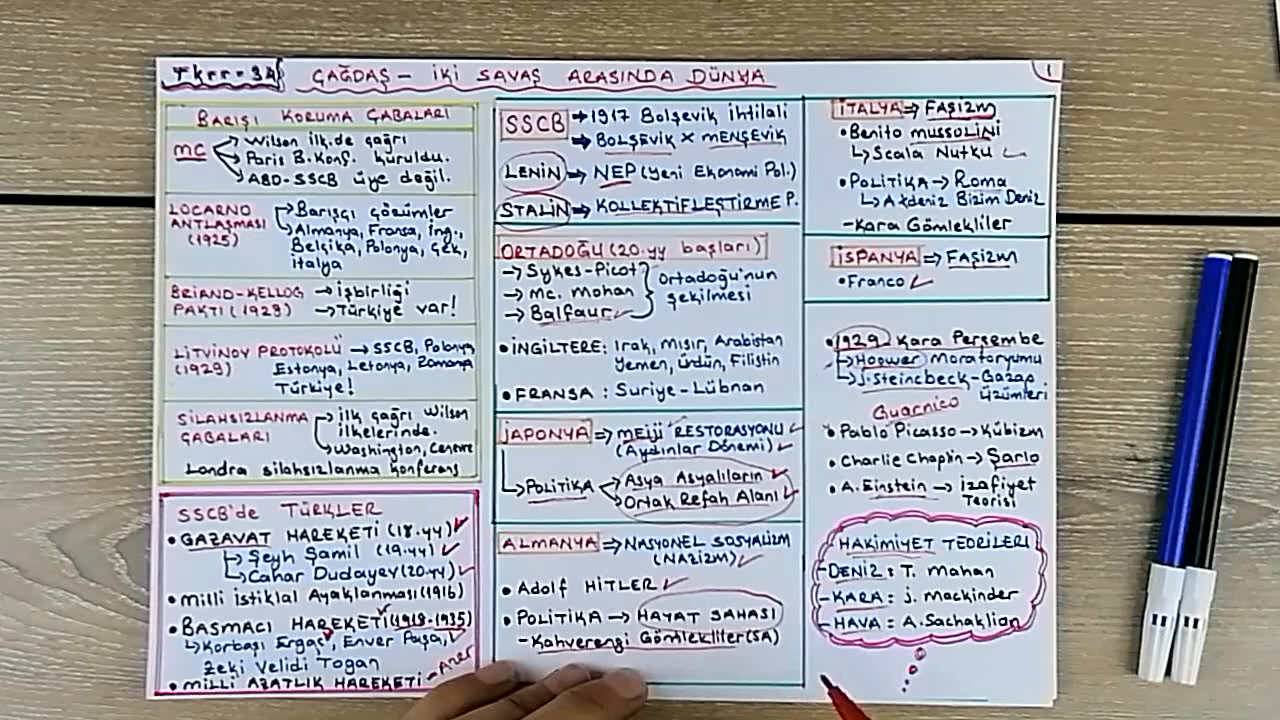 Tkrr-34
ÇAĞDAŞ - İKİ SAVAŞ ARASINDA DÜNYA
1
BARIŞI KORUMA ÇABALARI
MC
Wilson ilk.de çağrı
Paris B.Konf. kuruldu.
ABD-SSCB üye değil.
LOCARNO
ANTLAŞMASI
(1925)
Barışçı çözümler
Almanya, Fransa, İng.,
Belçika, Polonya, Çek,
İtalya
BRIAND-KELLOG
PAKTI (1928)
→ işbirliği
→ Türkiye var!
LİTVİNOV PROTOKOLÜ → SSCB, Polonya
(1929)
Estonya, Letonya, Romanya
Türkiye!
SİLAHSIZLANMA
ÇABALARI
ilk çağrı Wilson
ilkelerinde.
Washington, Cenevre
Londra silahsızlanma konferans
SSCB'de TÜRKLER
• GAZAVAT HAREKETİ (18.yy)
Şeyh Şamil (19.yy)
Cahar Dudayev (20.yy)
• Milli istiklal Ayaklanması (1916)
• BASMACI HAREKETİ (1918-1935)
Korbaşı Ergaş, Enver Paşa,
Zeki Velidi Togan
• MİLLİ AZATLIK HAREKETİ -
SSCB
→ 1917 Bolşevik İhtilali
→ BOLŞEVİK X MENŞEVİK
LENİN → NEP (Yeni Ekonomi Pol.)
STALİN → KOLLEKTİFLEŞTİRME P.
ORTADOĞU (20.yy başları)
→ Sykes-Picot
→ Mc. Mohan
→ Balfaur
Ortadoğu'nun
şekilmesi
• İNGİLTERE: Irak, Mısır, Arabistan
Yemen, Ürdün, Filistin
• FRANSA: Suriye-Lübnan
JAPONYA ⇒ MEİJİ RESTORASYONU
(Aydınlar Dönemi)
→ POLİTİKA
Asya Asyalıların
Ortak Refah Alanı
ALMANYA ⇒ NASYONEL SOSYALİZM
(NAZİZM)
• Adolf HİTLER
• POLİTİKA → HAYAT SAHASI
- Kahverengi Gömlekliler (SA)
İTALYA ⇒ FAŞİZM
• Benito MUSSOLİNİ
Scala Nutku
• POLİTİKA → Roma
Akdeniz Bizim Deniz
- Kara Gömlekliler
İSPANYA ⇒ FAŞİZM
• Franco
• 1929 Kara Perşembe
Hoower Moratoryumu
J.Steincbeck-Gazap
Üzümleri
Guarnico
• Pablo Picasso → Kübizm
• Charlie Chaplin → Şarlo
• A. Einstein → İzafiyet
Teorisi
HAKİMİYET TEORİLERİ
- DENİZ: T. Mahan
- KARA: J. Mackinder
- HAVA: A. Sachaklian